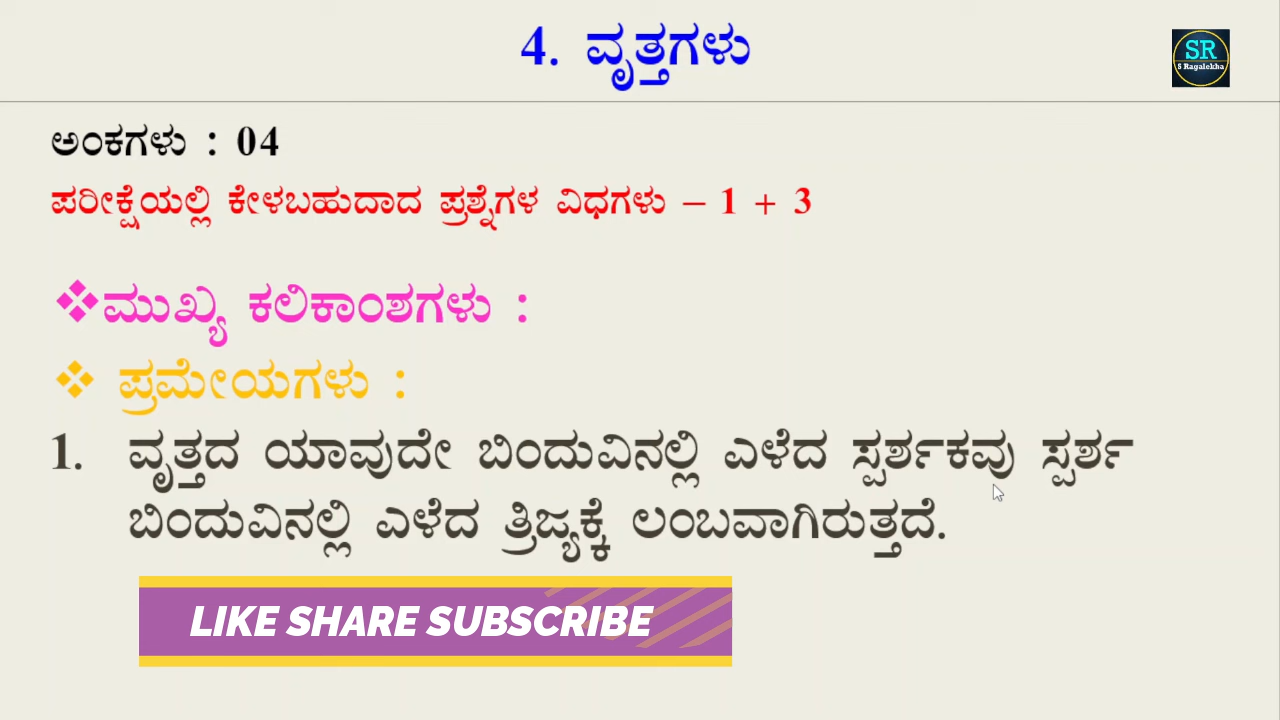 4. ವೃತ್ತಗಳು
SR
S Ragalekha
ಅಂಕಗಳು : 04
ಪರೀಕ್ಷೆಯಲ್ಲಿ ಕೇಳಬಹುದಾದ ಪ್ರಶ್ನೆಗಳ ವಿಧಗಳು – 1 + 3
❖ಮುಖ್ಯ ಕಲಿಕಾಂಶಗಳು :
❖ ಪ್ರಮೇಯಗಳು :
1. ವೃತ್ತದ ಯಾವುದೇ ಬಿಂದುವಿನಲ್ಲಿ ಎಳೆದ ಸ್ಪರ್ಶಕವು ಸ್ಪರ್ಶ
ಬಿಂದುವಿನಲ್ಲಿ ಎಳೆದ ತ್ರಿಜ್ಯಕ್ಕೆ ಲಂಬವಾಗಿರುತ್ತದೆ.
LIKE SHARE SUBSCRIBE